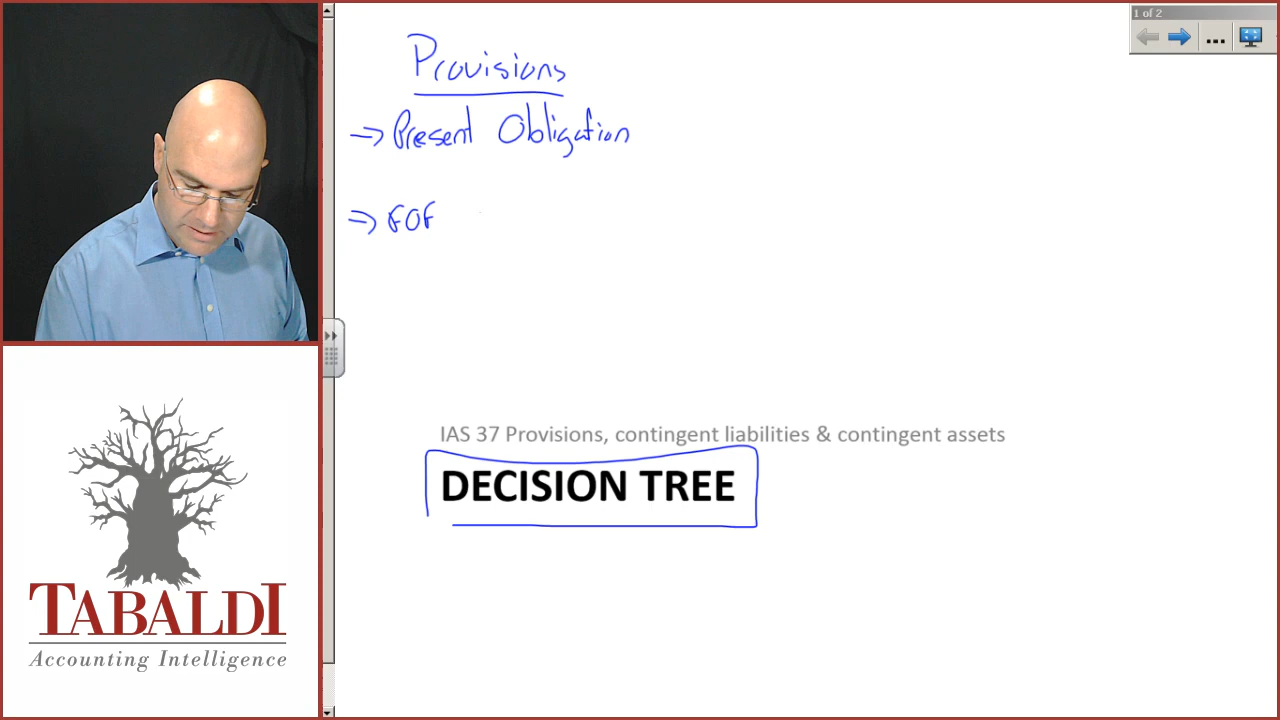 1 of 2
Provisions
→ Present Obligation
⇒ FOF
IAS 37 Provisions, contingent liabilities & contingent assets
DECISION TREE
TABALDI
Accounting Intelligence